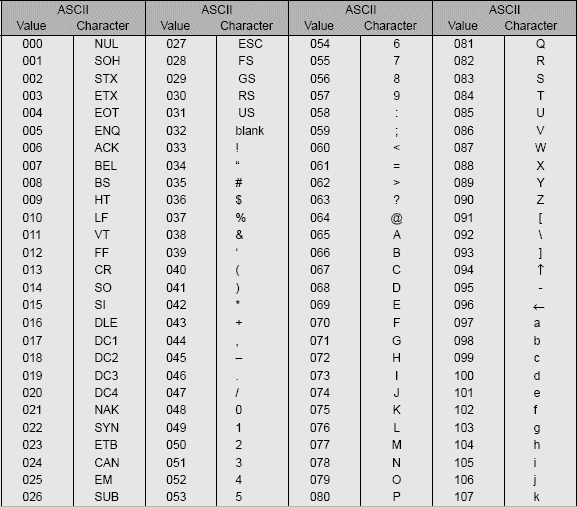 ASCII ASCII ASCII ASCII
Value Character Value Character Value Character Value Character
000 NUL 027 ESC 054 6 081 Q
001 SOH 028 FS 055 7 082 R
002 STX 029 GS 056 8 083 S
003 ETX 030 RS 057 9 084 T
004 EOT 031 US 058 : 085 U
005 ENQ 032 blank 059 ; 086 V
006 ACK 033 ! 060 < 087 W
007 BEL 034 “ 061 = 088 X
008 BS 035 # 062 > 089 Y
009 HT 036 $ 063 ? 090 Z
010 LF 037 % 064 @ 091 [
011 VT 038 & 065 A 092 \
012 FF 039 ‘ 066 B 093 ]
013 CR 040 ( 067 C 094 ↑
014 SO 041 ) 068 D 095 -
015 SI 042 * 069 E 096 ←
016 DLE 043 + 070 F 097 a
017 DC1 044 , 071 G 098 b
018 DC2 045 – 072 H 099 c
019 DC3 046 . 073 I 100 d
020 DC4 047 / 074 J 101 e
021 NAK 048 0 075 K 102 f
022 SYN 049 1 076 L 103 g
023 ETB 050 2 077 M 104 h
024 CAN 051 3 078 N 105 i
025 EM 052 4 079 O 106 j
026 SUB 053 5 080 P 107 k